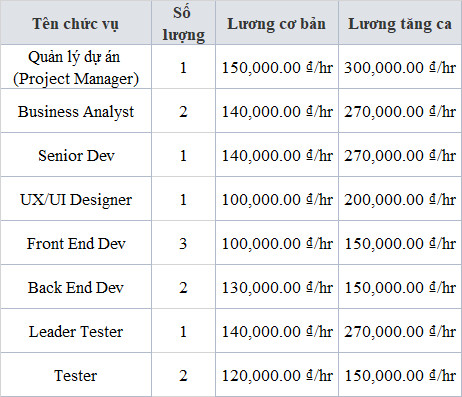 Tên chức vụ Số lượng Lương cơ bản Lương tăng ca
Quản lý dự án (Project Manager) 1 150,000.00 ₫/hr 300,000.00 ₫/hr
Business Analyst 2 140,000.00 ₫/hr 270,000.00 ₫/hr
Senior Dev 1 140,000.00 ₫/hr 270,000.00 ₫/hr
UX/UI Designer 1 100,000.00 ₫/hr 200,000.00 ₫/hr
Front End Dev 3 100,000.00 ₫/hr 150,000.00 ₫/hr
Back End Dev 2 130,000.00 ₫/hr 150,000.00 ₫/hr
Leader Tester 1 140,000.00 ₫/hr 270,000.00 ₫/hr
Tester 2 120,000.00 ₫/hr 150,000.00 ₫/hr